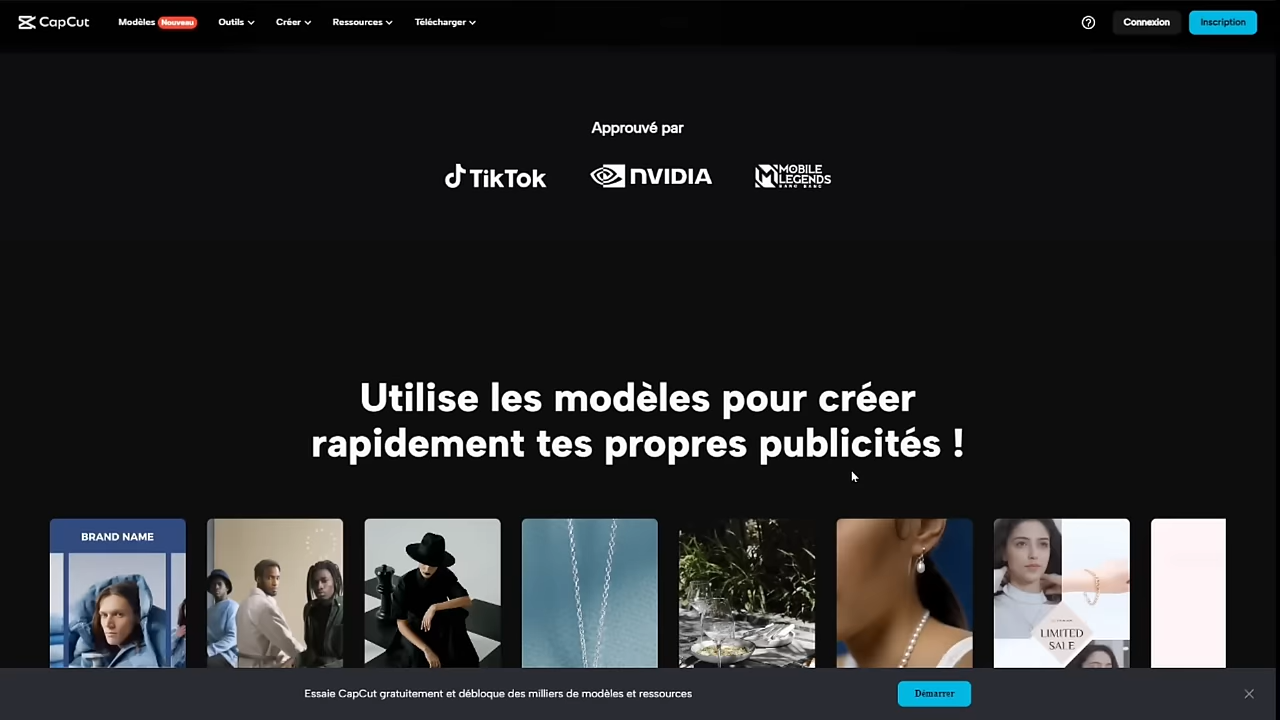 CapCut
Modèles Nouveau
Outils
Créer
Ressources
Télécharger
Connexion
Inscription
Approuvé par
TikTok
NVIDIA
MOBILE
LEGENDS
BANG BANG
Utilise les modèles pour créer
rapidement tes propres publicités !
BRAND NAME
LIMITED
SALE
Essaie CapCut gratuitement et débloque des milliers de modèles et ressources
Démarrer